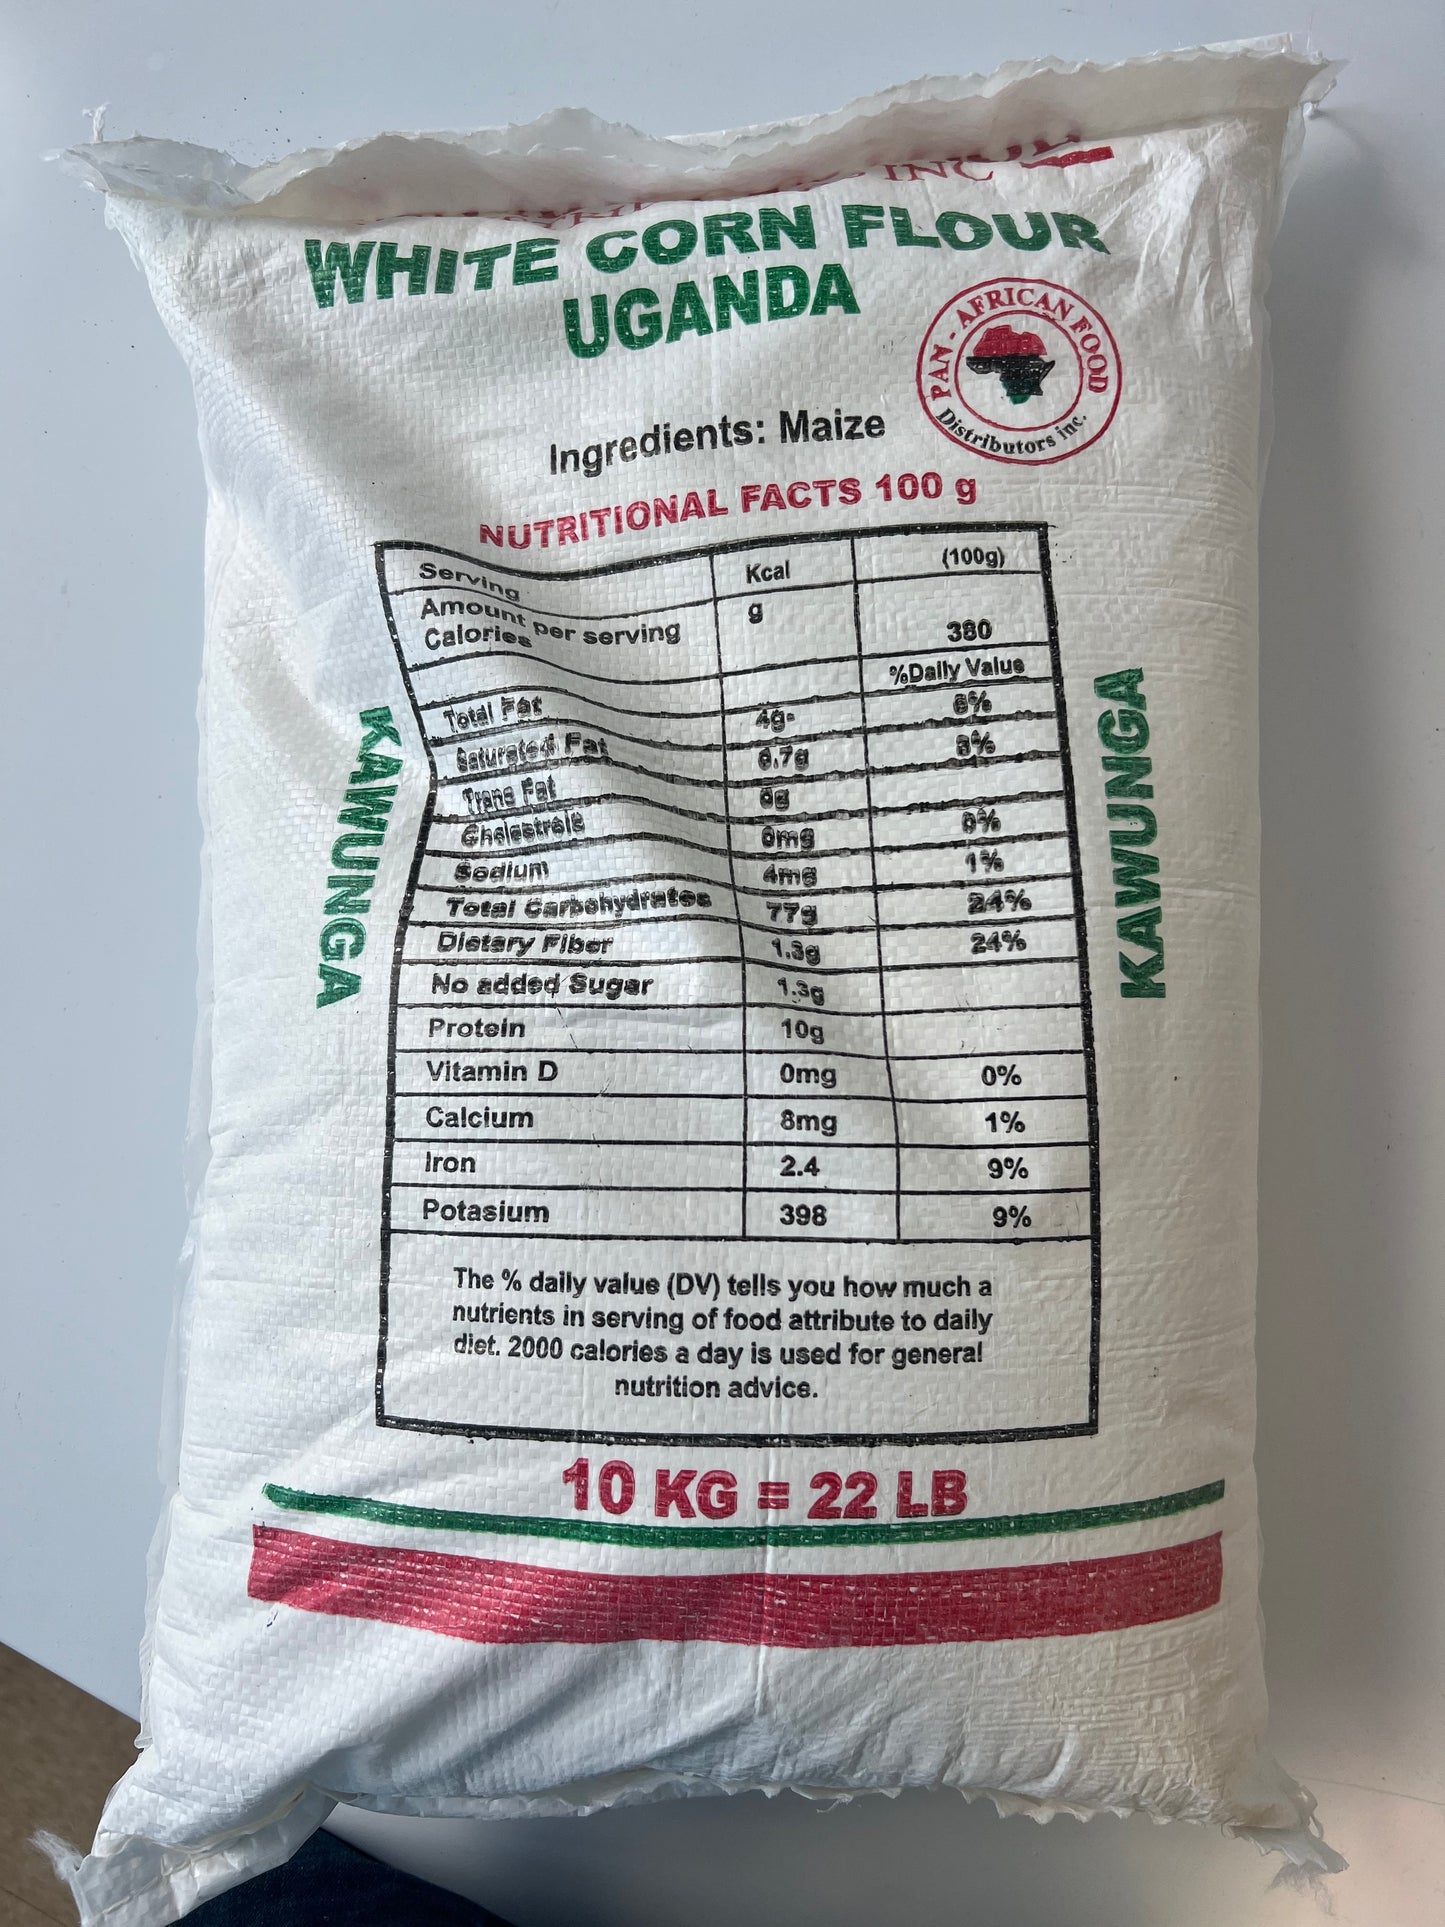 INC
WHITE CORN FLOUR
UGANDA
PAN - AFRICAN FOOD
Distributors inc.
Ingredients: Maize
NUTRITIONAL FACTS 100 g
Serving Kcal (100g)
Amount per serving g
Calories 380
%Daily Value
Total Fat 4g 6%
Saturated Fat 0.7g 3%
Trans Fat 0g
Cholestrols 0mg 0%
Sodium 4mg 1%
Total Carbohydrates 77g 24%
Dietary Fiber 1.3g 24%
No added Sugar 1.3g
Protein 10g
Vitamin D 0mg 0%
Calcium 8mg 1%
Iron 2.4 9%
Potasium 398 9%
The % daily value (DV) tells you how much a
nutrients in serving of food attribute to daily
diet. 2000 calories a day is used for general
nutrition advice.
KAWUNGA
KAWUNGA
10 KG = 22 LB